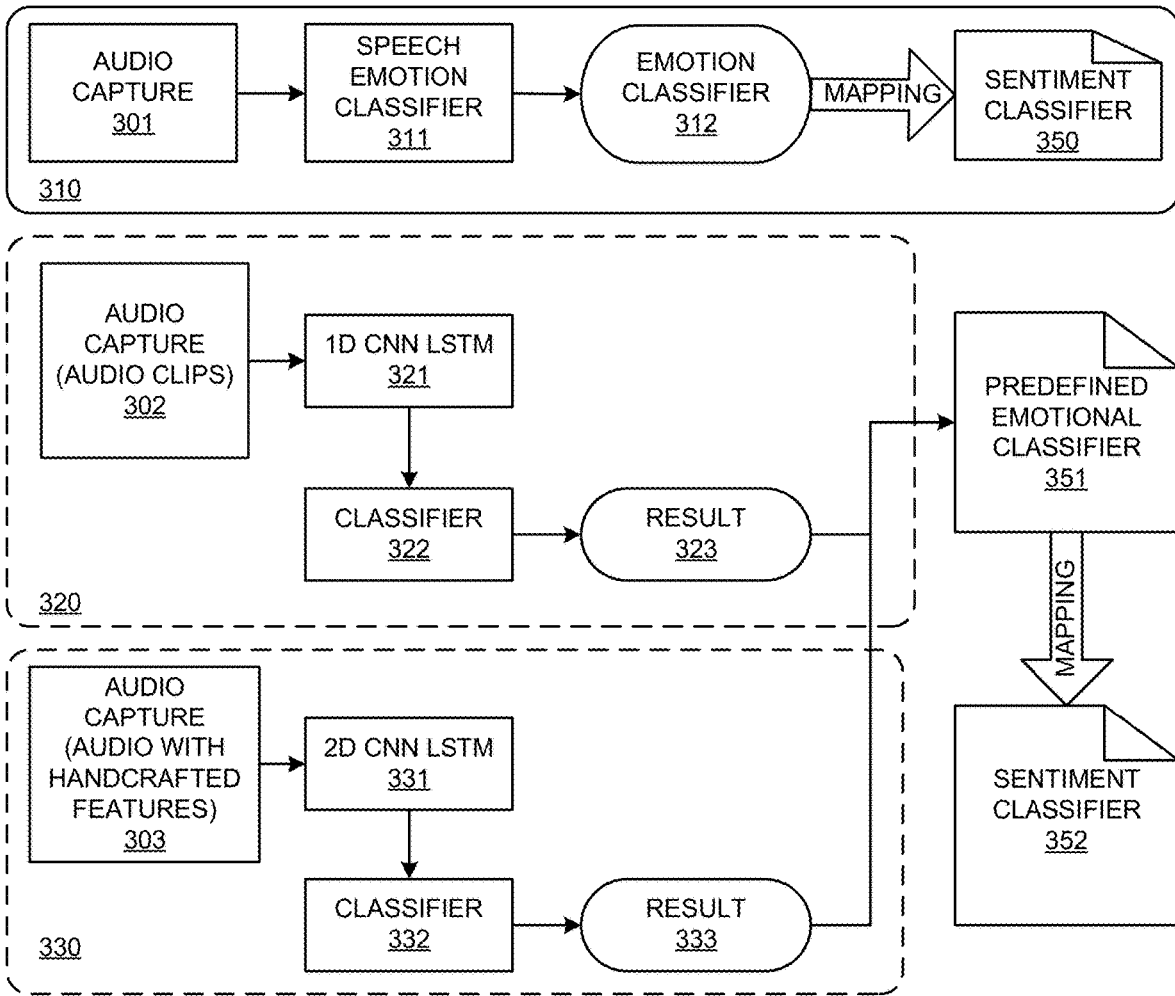 AUDIO
CAPTURE
301
SPEECH
EMOTION
CLASSIFIER
311
EMOTION
CLASSIFIER
312
MAPPING
SENTIMENT
CLASSIFIER
350
310
AUDIO
CAPTURE
(AUDIO CLIPS)
302
1D CNN LSTM
321
CLASSIFIER
322
RESULT
323
320
PREDEFINED
EMOTIONAL
CLASSIFIER
351
MAPPING
AUDIO
CAPTURE
(AUDIO WITH
HANDCRAFTED
FEATURES)
303
2D CNN LSTM
331
CLASSIFIER
332
RESULT
333
330
SENTIMENT
CLASSIFIER
352